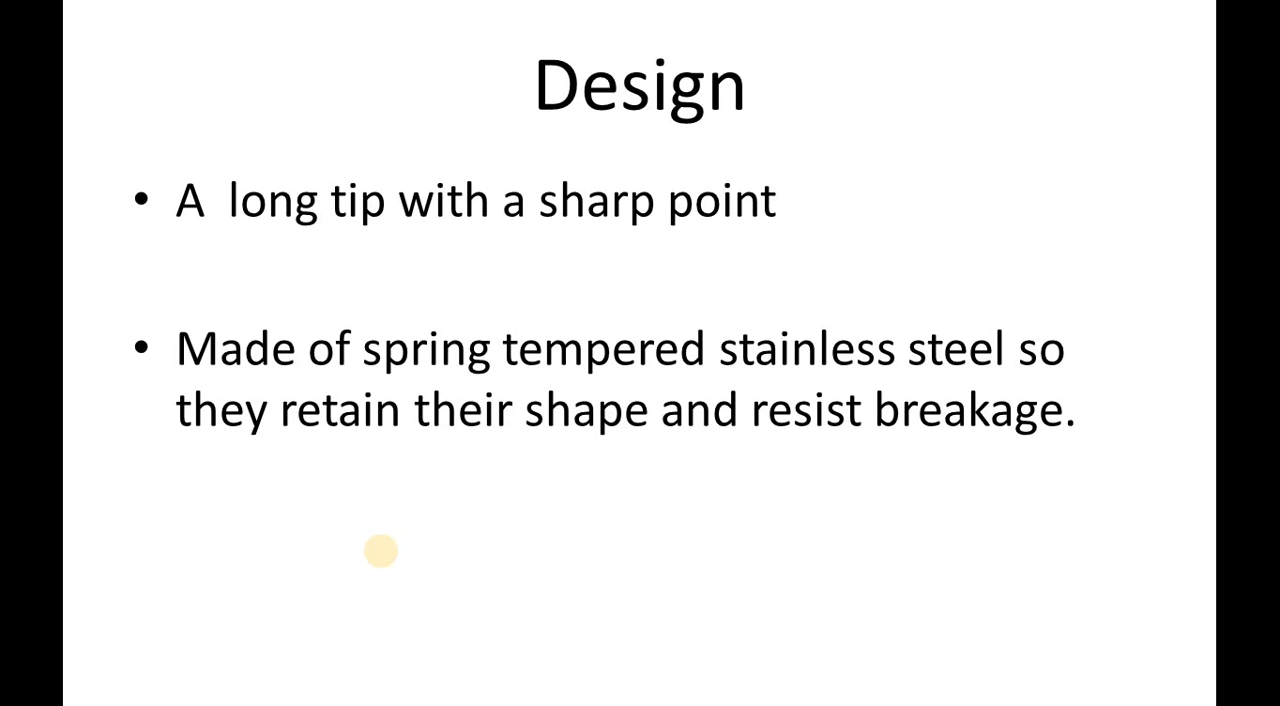 Design
• A  long tip with a sharp point
• Made of spring tempered stainless steel so
they retain their shape and resist breakage.